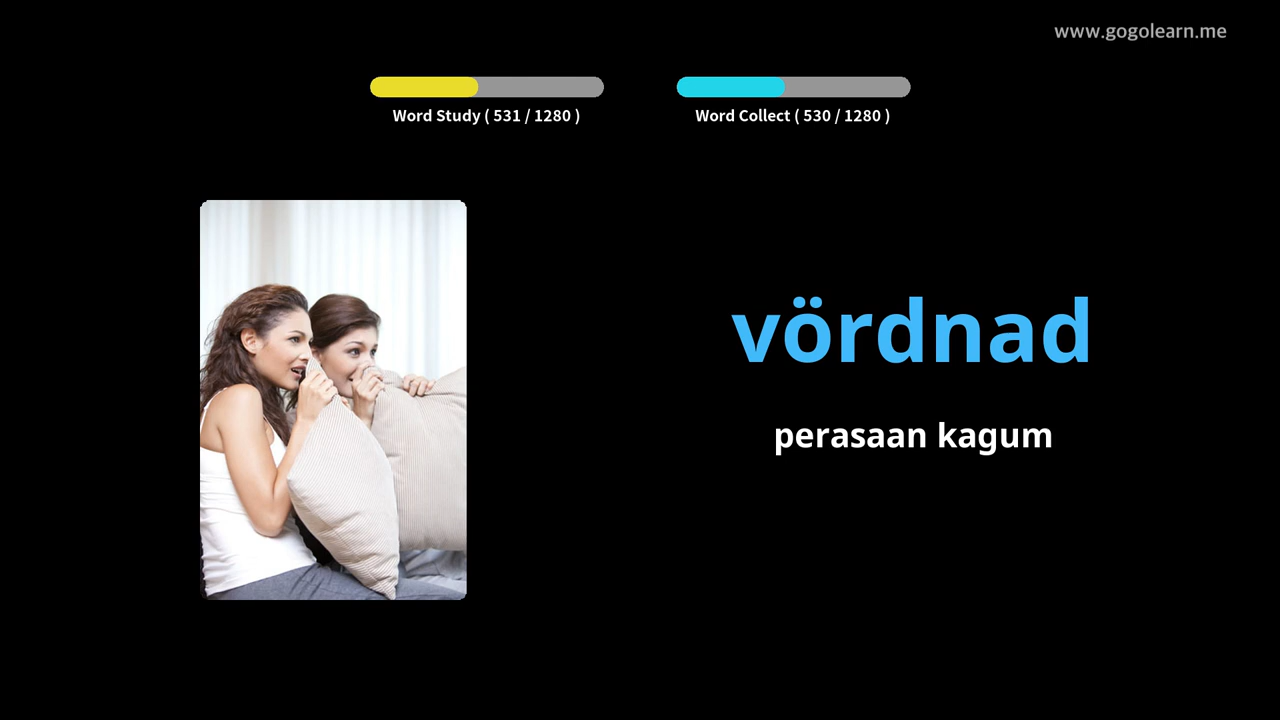 www.gogolearn.me
Word Study ( 531 / 1280 )
Word Collect ( 530 / 1280 )
vördnad
perasaan kagum